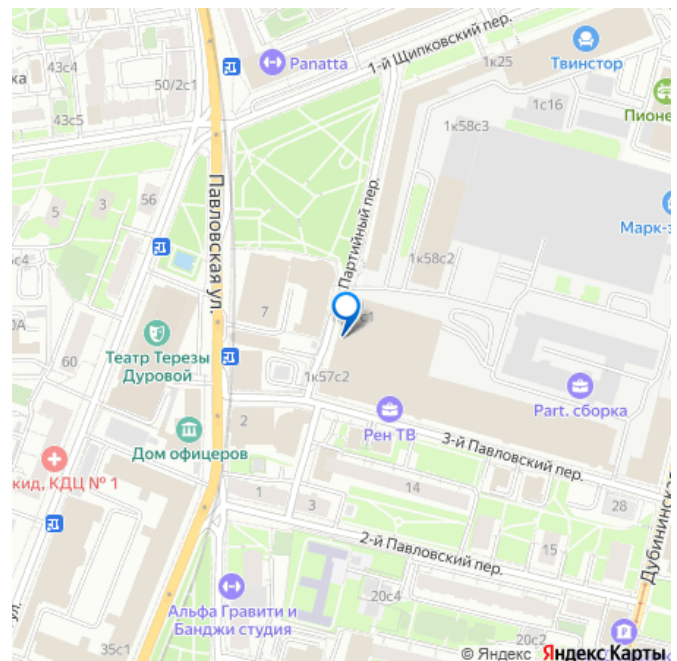 43с4
Panatta
1-й Щипковский пер.
1к25
Твинстор
ка
50/2с1
43с5
1с16
Пионе
1к58с3
5
3
56
Павловская ул.
Партийный пер.
Марк-э
с4
1к58с2
7
с1
0А
60
Театр Терезы
Дуровой
1к57с2
Part. сборка
2
Рен ТВ
Дом офицеров
3-й Павловский пер.
кид, КДЦ № 1
1
3
14
28
2-й Павловский пер.
15
Дубининская
Альфа Гравити и
Банджи студия
20с4
ул.
35с1
20с2
© Яндекс Яндекс Карты